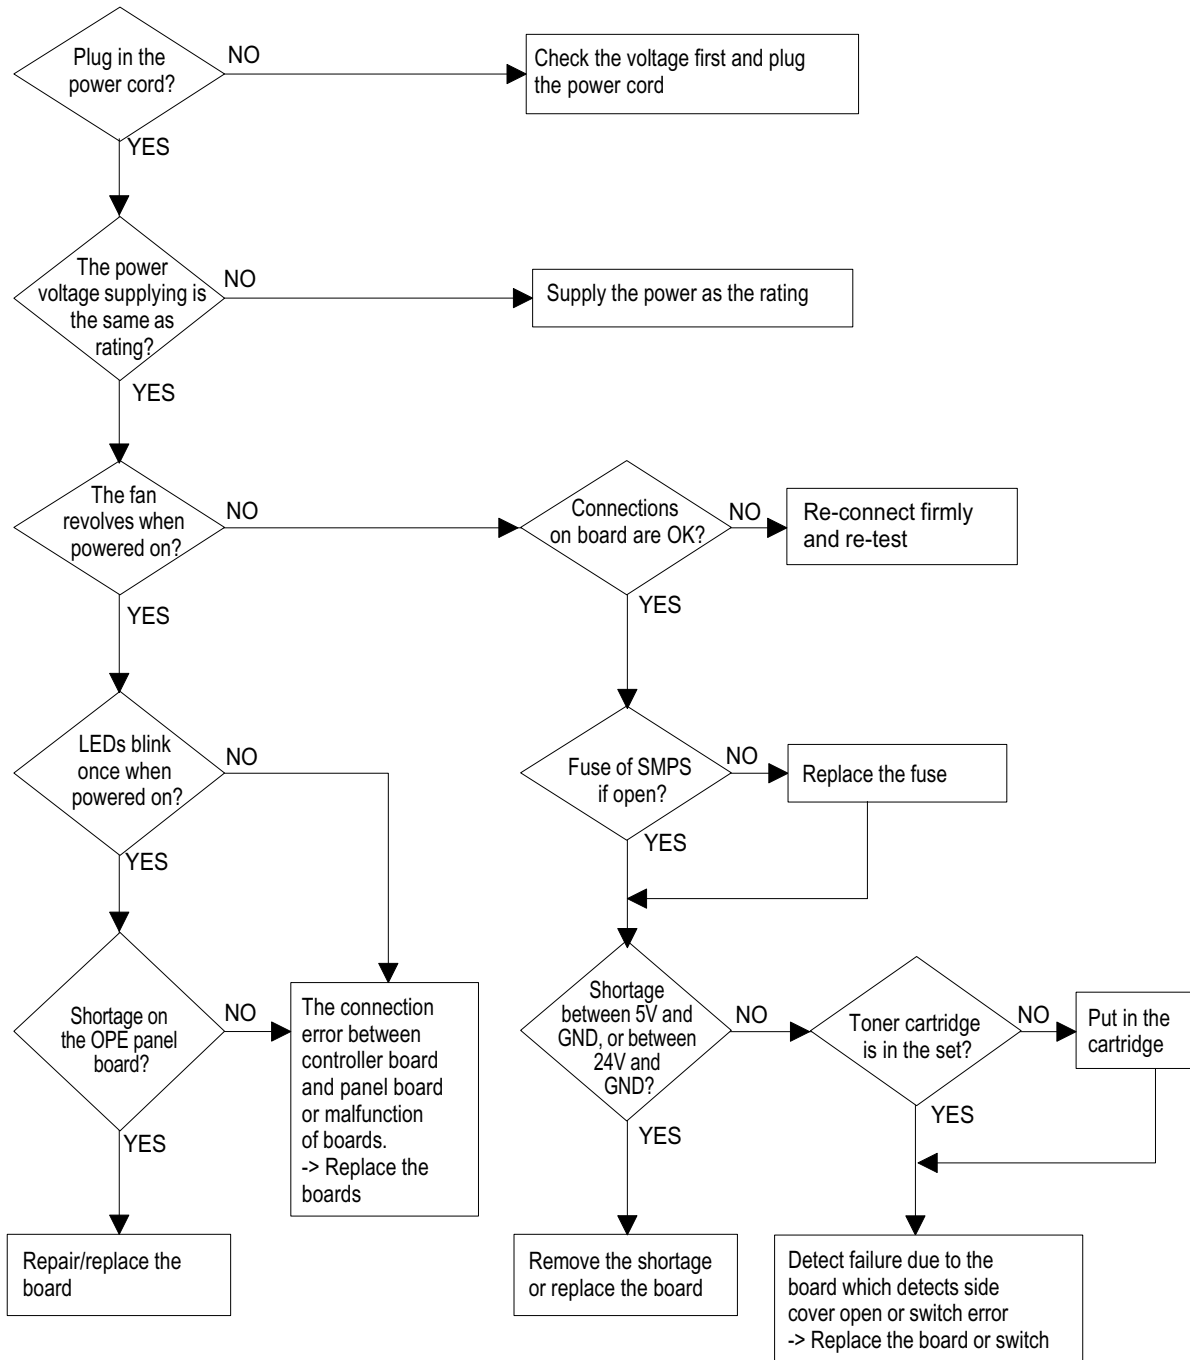 Plug in the
power cord?
NO
Check the voltage first and plug
the power cord
YES
The power
voltage supplying is
the same as
rating?
NO
Supply the power as the rating
YES
The fan
revolves when
powered on?
NO
Connections
on board are OK?
NO
Re-connect firmly
and re-test
YES
YES
LEDs blink
once when
powered on?
NO
Fuse of SMPS
if open?
NO
Replace the fuse
YES
YES
Shortage on
the OPE panel
board?
NO
The connection
error between
controller board
and panel board
or malfunction
of boards.
-> Replace the
boards
Shortage
between 5V and
GND, or between
24V and
GND?
NO
Toner cartridge
is in the set?
NO
Put in the
cartridge
YES
YES
YES
Repair/replace the
board
Remove the shortage
or replace the board
Detect failure due to the
board which detects side
cover open or switch error
-> Replace the board or switch